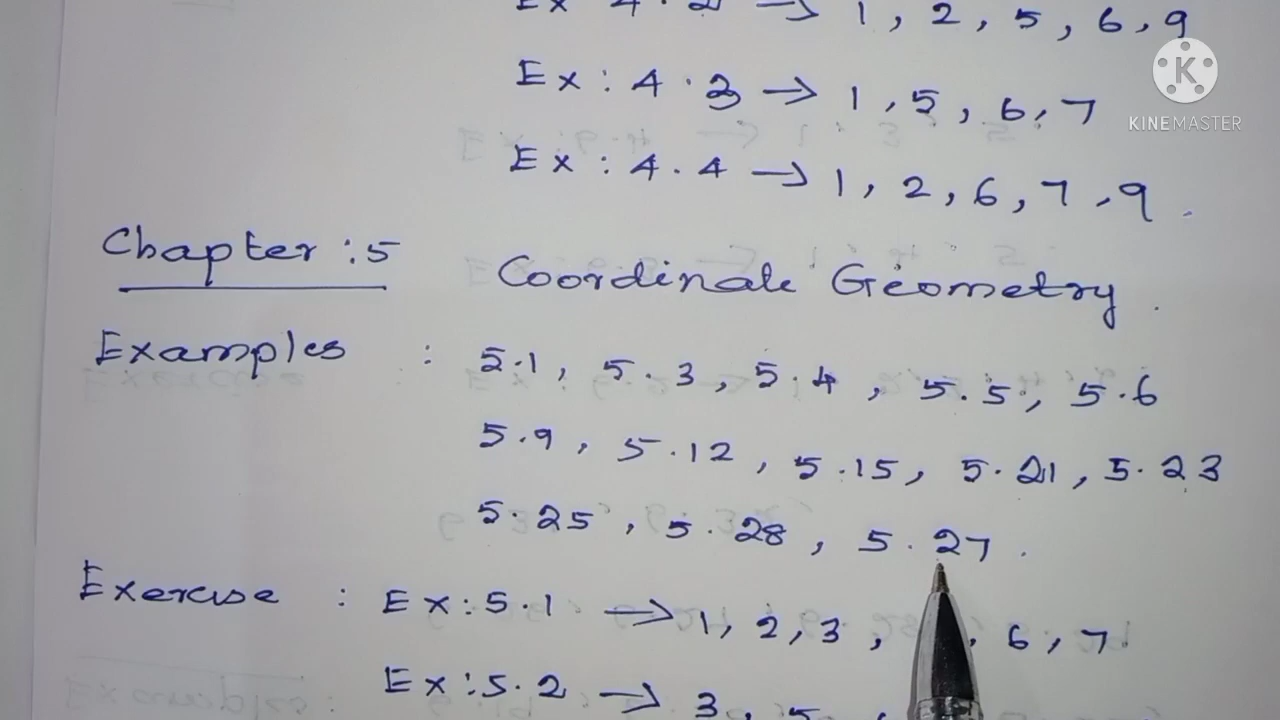 Ex 4.2 → 1, 2, 5, 6, 9
Ex : 4.3 → 1, 5, 6, 7
KINEMASTER
Ex : 4.4 → 1, 2, 6, 7, 9.
Chapter : 5 Coordinate Geometry.
Examples : 5.1, 5.3, 5.4, 5.5, 5.6
5.9, 5.12, 5.15, 5.21, 5.23
5.25, 5.28, 5.27.
Exercise : Ex : 5.1 → 1, 2, 3, , 6, 7
Ex : 5.2 → 3, 5,